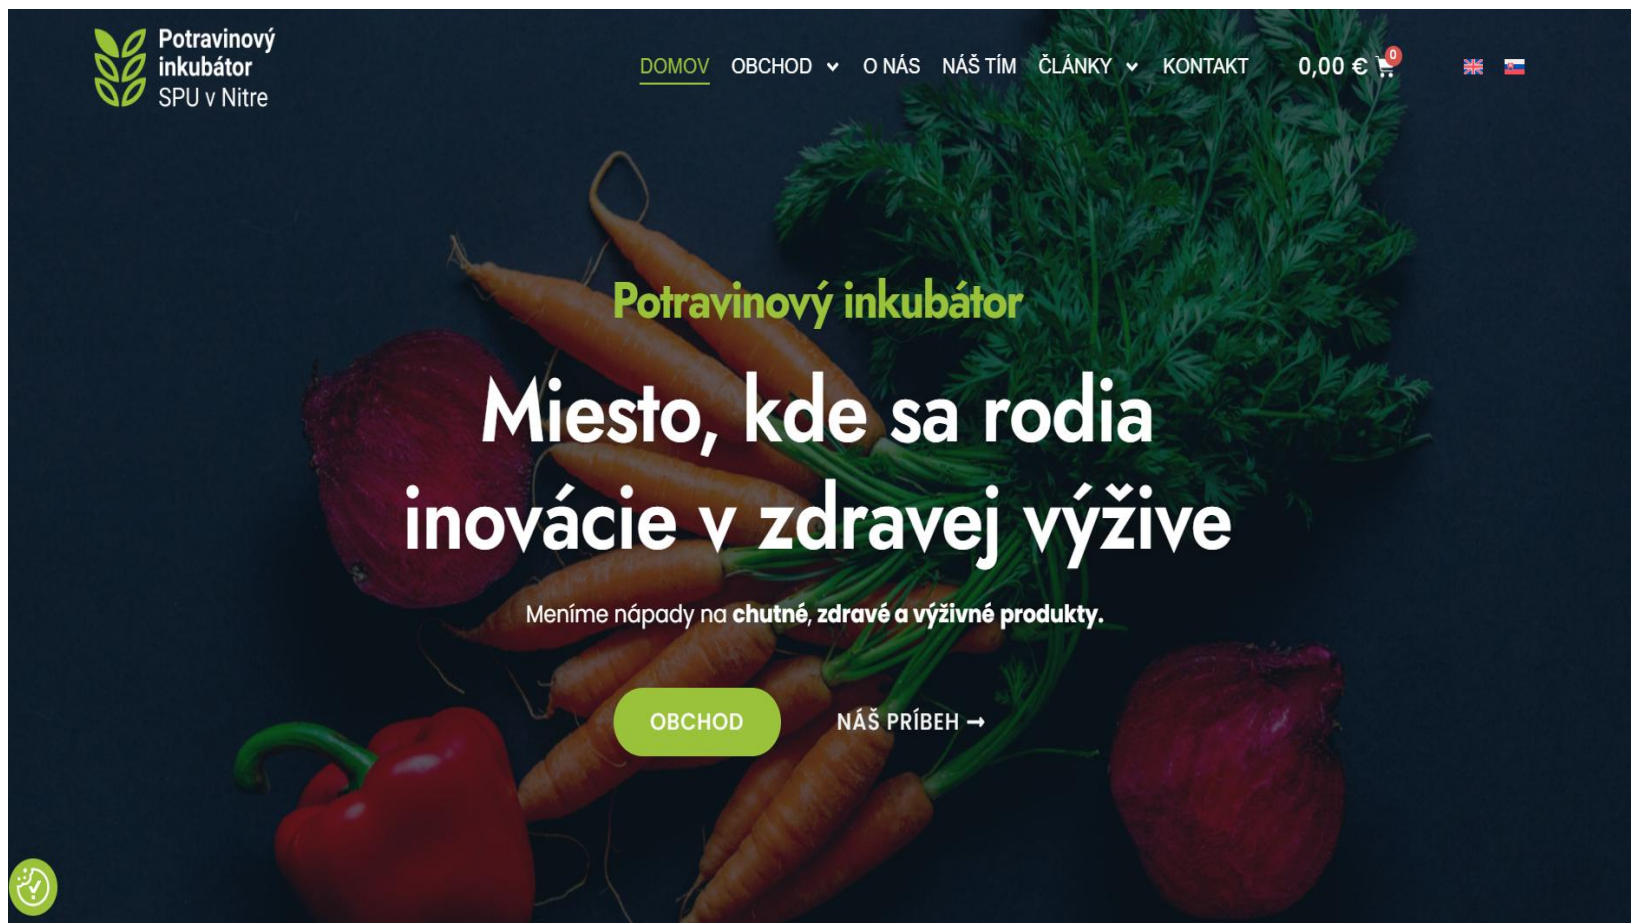 Potravinový
inkubátor
SPU v Nitre
DOMOV OBCHOD O NÁS NÁŠ TÍM ČLÁNKY KONTAKT 0,00 € 0
Potravinový inkubátor
Miesto, kde sa rodia
inovácie v zdravej výžive
Meníme nápady na chutné, zdravé a výživné produkty.
OBCHOD NÁŠ PRÍBEH →